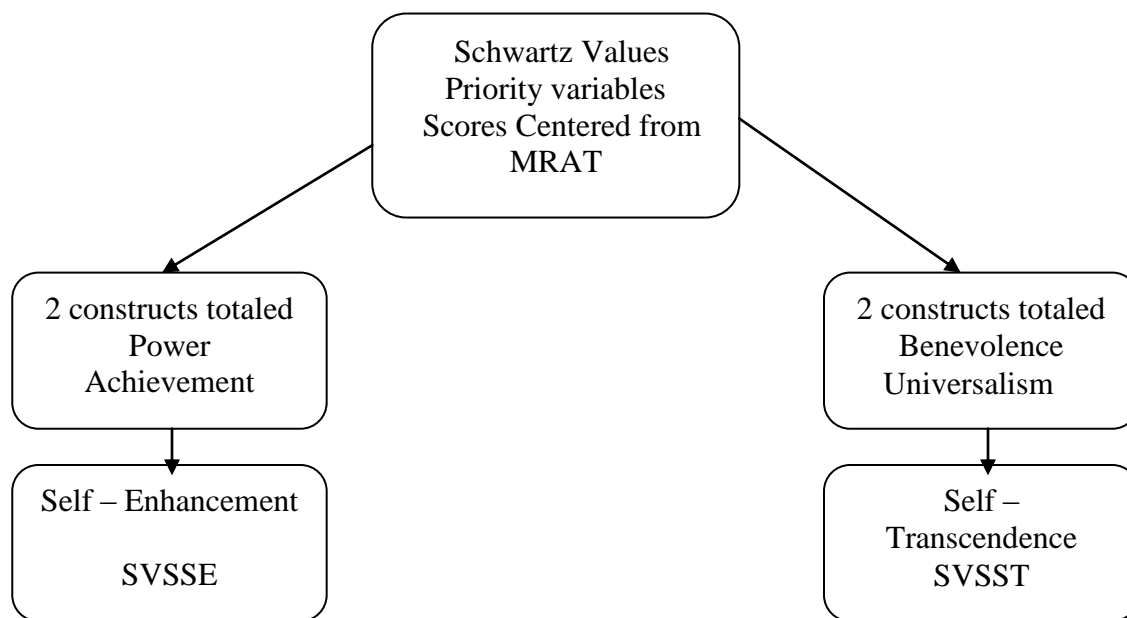 Schwartz Values
Priority variables
Scores Centered from
MRAT
2 constructs totaled
Power
Achievement
2 constructs totaled
Benevolence
Universalism
Self – Enhancement
SVSSE
Self –
Transcendence
SVSST